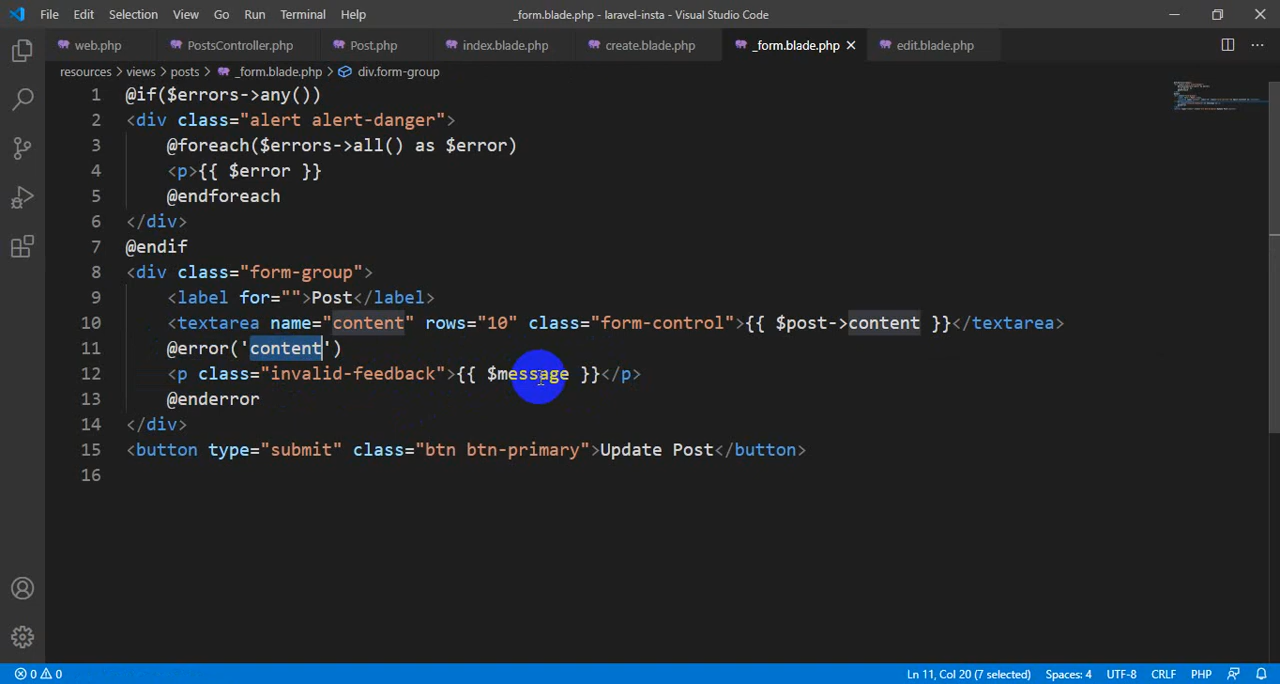 File Edit Selection View Go Run Terminal Help _form.blade.php - laravel-insta - Visual Studio Code
web.php PostsController.php Post.php index.blade.php create.blade.php _form.blade.php edit.blade.php
resources > views > posts > _form.blade.php > div.form-group
1 @if($errors->any())
2 <div class="alert alert-danger">
3 @foreach($errors->all() as $error)
4 <p>{{ $error }}
5 @endforeach
6 </div>
7 @endif
8 <div class="form-group">
9 <label for="">Post</label>
10 <textarea name="content" rows="10" class="form-control">{{ $post->content }}</textarea>
11 @error('content')
12 <p class="invalid-feedback">{{ $message }}</p>
13 @enderror
14 </div>
15 <button type="submit" class="btn btn-primary">Update Post</button>
16
0 0 Ln 11, Col 20 (7 selected) Spaces: 4 UTF-8 CRLF PHP